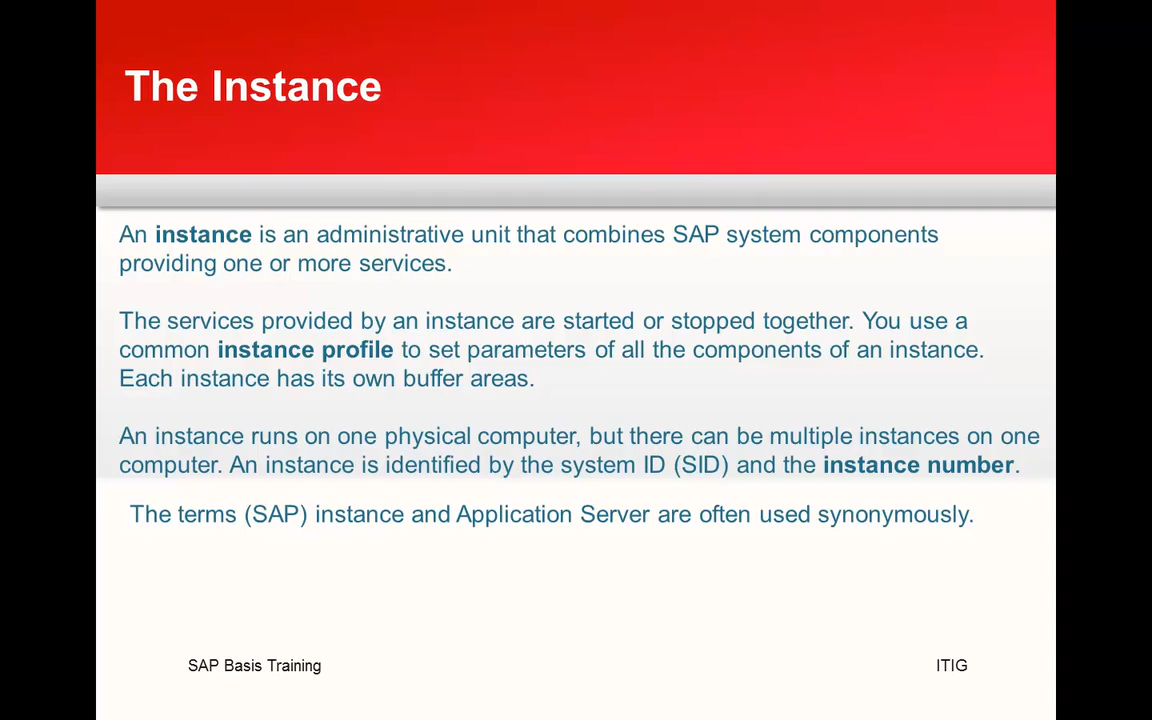 The Instance
An instance is an administrative unit that combines SAP system components
providing one or more services.
The services provided by an instance are started or stopped together. You use a
common instance profile to set parameters of all the components of an instance.
Each instance has its own buffer areas.
An instance runs on one physical computer, but there can be multiple instances on one
computer. An instance is identified by the system ID (SID) and the instance number.
The terms (SAP) instance and Application Server are often used synonymously.
SAP Basis Training
ITIG